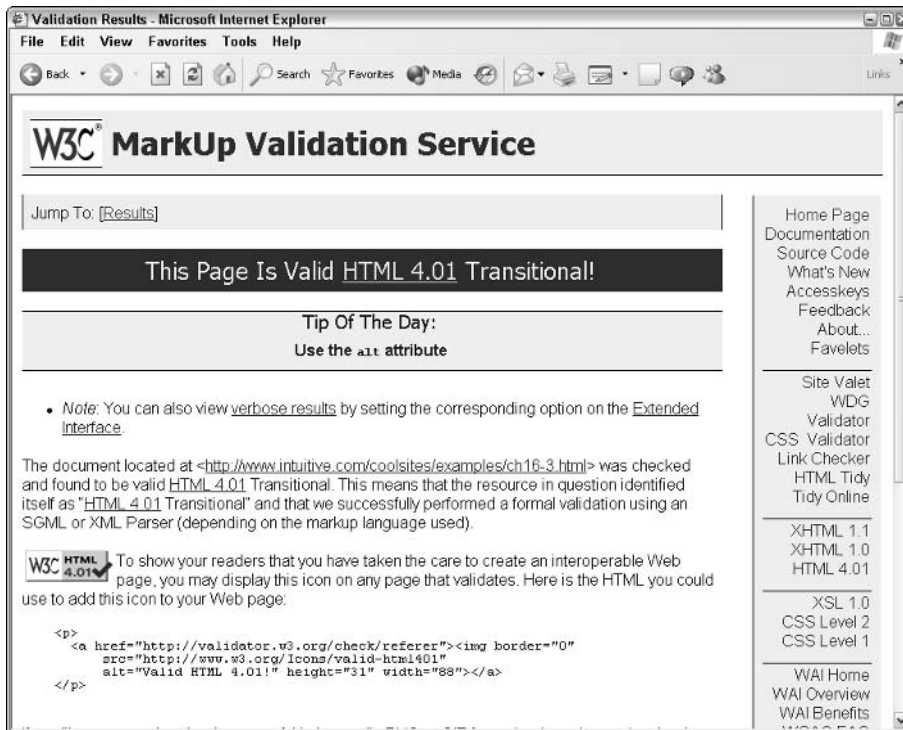 Validation Results - Microsoft Internet Explorer
File Edit View Favorites Tools Help
Back Search Favorites Media Links
W3C® MarkUp Validation Service
Jump To: [Results]
This Page Is Valid HTML 4.01 Transitional!
Tip Of The Day:
Use the alt attribute
• Note: You can also view verbose results by setting the corresponding option on the Extended
Interface.
The document located at <http://www.intuitive.com/coolsites/examples/ch16-3.html> was checked
and found to be valid HTML 4.01 Transitional. This means that the resource in question identified
itself as "HTML 4.01 Transitional" and that we successfully performed a formal validation using an
SGML or XML Parser (depending on the markup language used).
W3C HTML 4.01
To show your readers that you have taken the care to create an interoperable Web
page, you may display this icon on any page that validates. Here is the HTML you could
use to add this icon to your Web page:
<p>
<a href="http://validator.w3.org/check/referer"><img border="0"
src="http://www.w3.org/Icons/valid-html401"
alt="Valid HTML 4.01!" height="31" width="88"></a>
</p>
Home Page
Documentation
Source Code
What's New
Accesskeys
Feedback
About...
Favelets
Site Valet
WDG
Validator
CSS Validator
Link Checker
HTML Tidy
Tidy Online
XHTML 1.1
XHTML 1.0
HTML 4.01
XSL 1.0
CSS Level 2
CSS Level 1
WAI Home
WAI Overview
WAI Benefits